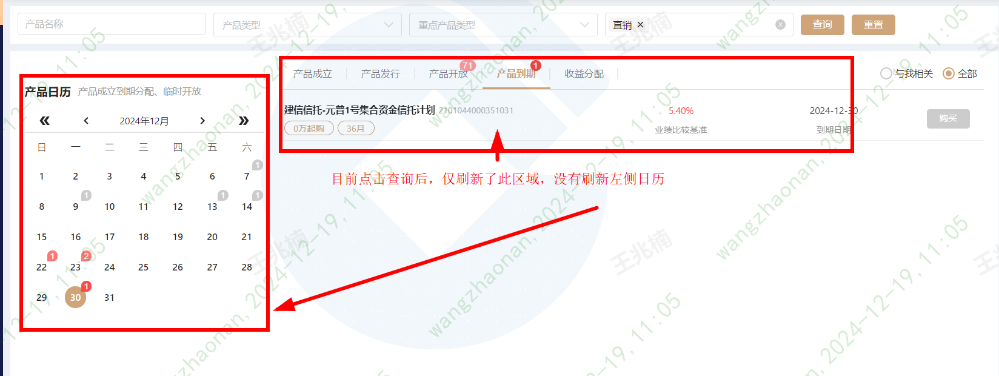 产品名称
产品类型
重点产品类型
直销 ×
查询
重置
产品成立
产品发行
产品开放
71
产品到期
1
收益分配
与我相关
全部
产品日历 产品成立到期分配、临时开放
« ‹ 2024年12月 › »
日 一 二 三 四 五 六
1 2 3 4 5 6 7
1
8 9 10 11 12 13 14
1 1 1
15 16 17 18 19 20 21
22 23 24 25 26 27 28
1 2
29 30 31
1
建信信托-元普1号集合资金信托计划 2101044000351031
0万起购 36月
5.40%
业绩比较基准
2024-12-30
到期日期
购买
目前点击查询后，仅刷新了此区域，没有刷新左侧日历
王兆楠
wangzhaonan, 2024-12-19, 11:05